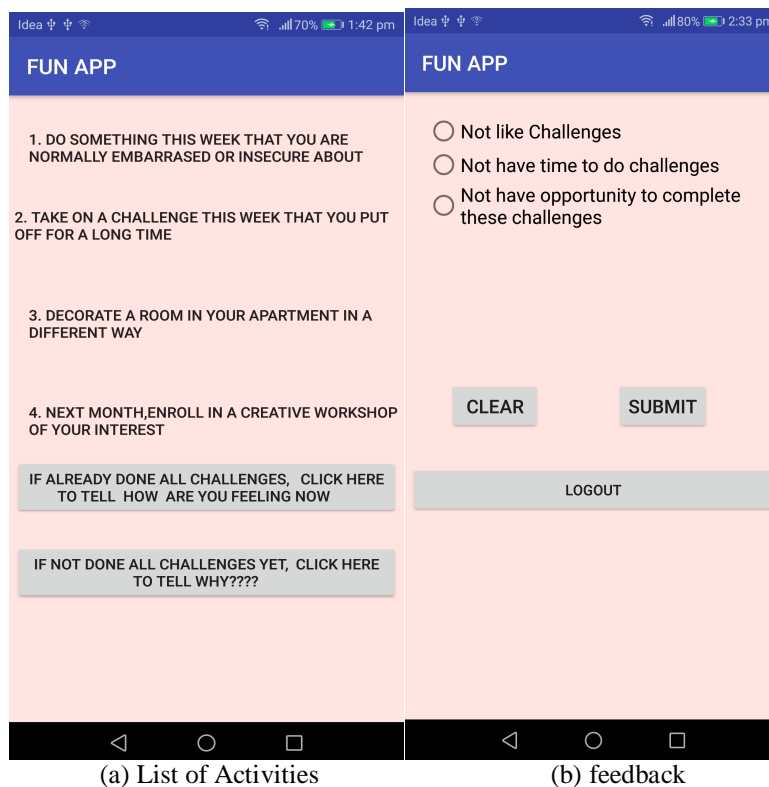 Idea 70% 1:42 pm
FUN APP
1. DO SOMETHING THIS WEEK THAT YOU ARE
NORMALLY EMBARRASED OR INSECURE ABOUT
2. TAKE ON A CHALLENGE THIS WEEK THAT YOU PUT
OFF FOR A LONG TIME
3. DECORATE A ROOM IN YOUR APARTMENT IN A
DIFFERENT WAY
4. NEXT MONTH,ENROLL IN A CREATIVE WORKSHOP
OF YOUR INTEREST
IF ALREADY DONE ALL CHALLENGES, CLICK HERE
TO TELL HOW ARE YOU FEELING NOW
IF NOT DONE ALL CHALLENGES YET, CLICK HERE
TO TELL WHY????
(a) List of Activities
Idea 80% 2:33 pm
FUN APP
Not like Challenges
Not have time to do challenges
Not have opportunity to complete
these challenges
CLEAR SUBMIT
LOGOUT
(b) feedback